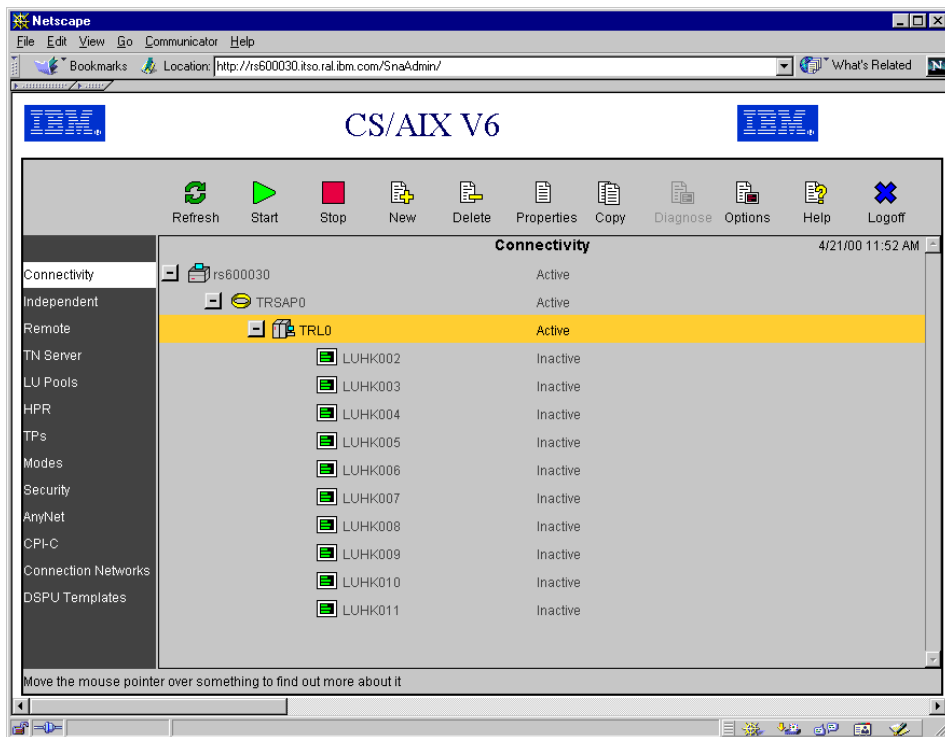 Netscape
File Edit View Go Communicator Help
Bookmarks Location: http://rs600030.itso.ral.ibm.com/SnaAdmin/ What's Related N
IBM CS/AIX V6 IBM
Refresh Start Stop New Delete Properties Copy Diagnose Options Help Logoff
Connectivity 4/21/00 11:52 AM
Connectivity rs600030 Active
Independent TRSAP0 Active
Remote TRL0 Active
TN Server LUHK002 Inactive
LU Pools LUHK003 Inactive
HPR LUHK004 Inactive
TPs LUHK005 Inactive
Modes LUHK006 Inactive
Security LUHK007 Inactive
AnyNet LUHK008 Inactive
CPI-C LUHK009 Inactive
Connection Networks LUHK010 Inactive
DSPU Templates LUHK011 Inactive
Move the mouse pointer over something to find out more about it